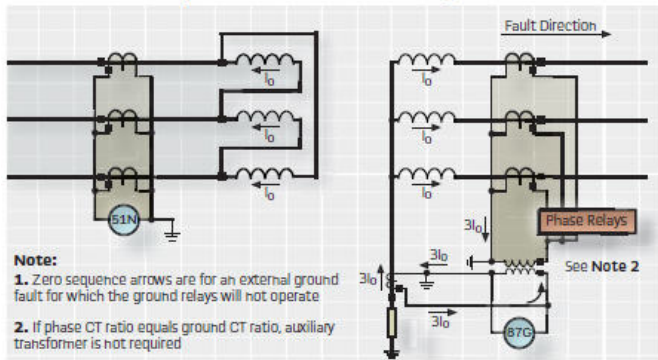 Fault Direction
I₀
I₀
I₀
I₀
I₀
I₀
51N
Phase Relays
3I₀
See Note 2
3I₀
3I₀
3I₀
87G
Note:
1. Zero sequence arrows are for an external ground
fault for which the ground relays will not operate
2. If phase CT ratio equals ground CT ratio, auxiliary
transformer is not required